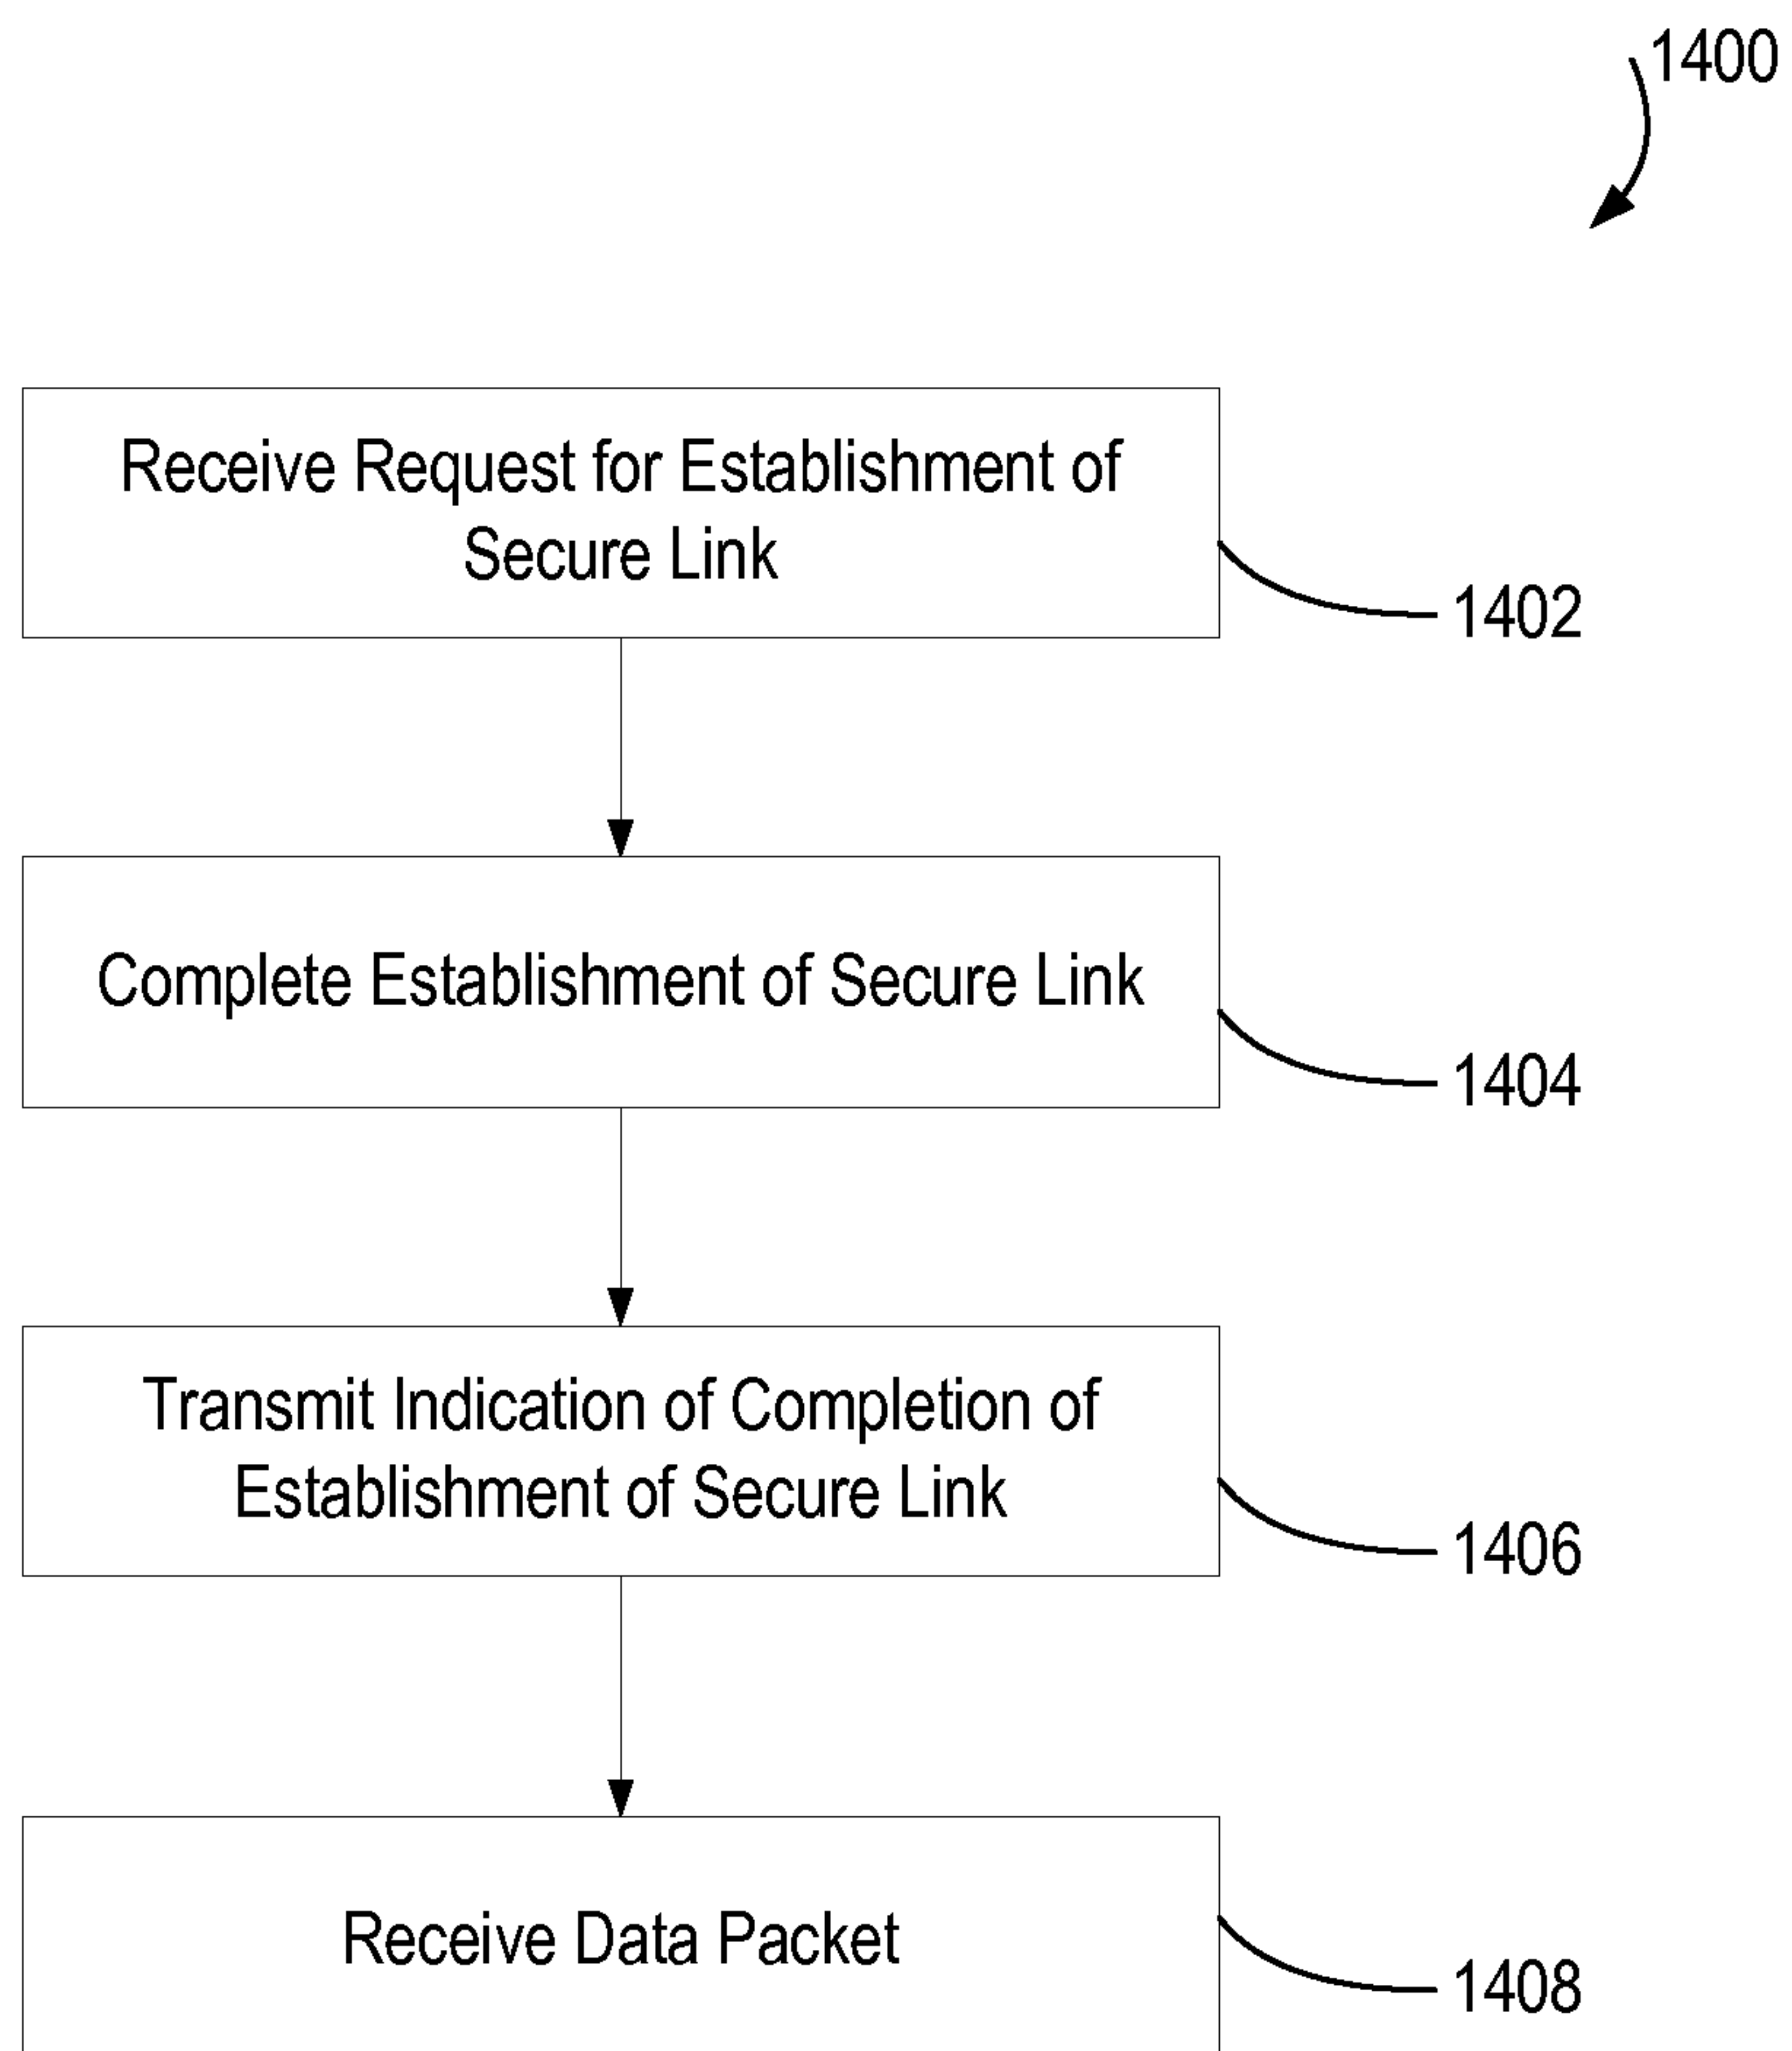 1400
Receive Request for Establishment of
Secure Link
1402
Complete Establishment of Secure Link
1404
Transmit Indication of Completion of
Establishment of Secure Link
1406
Receive Data Packet
1408